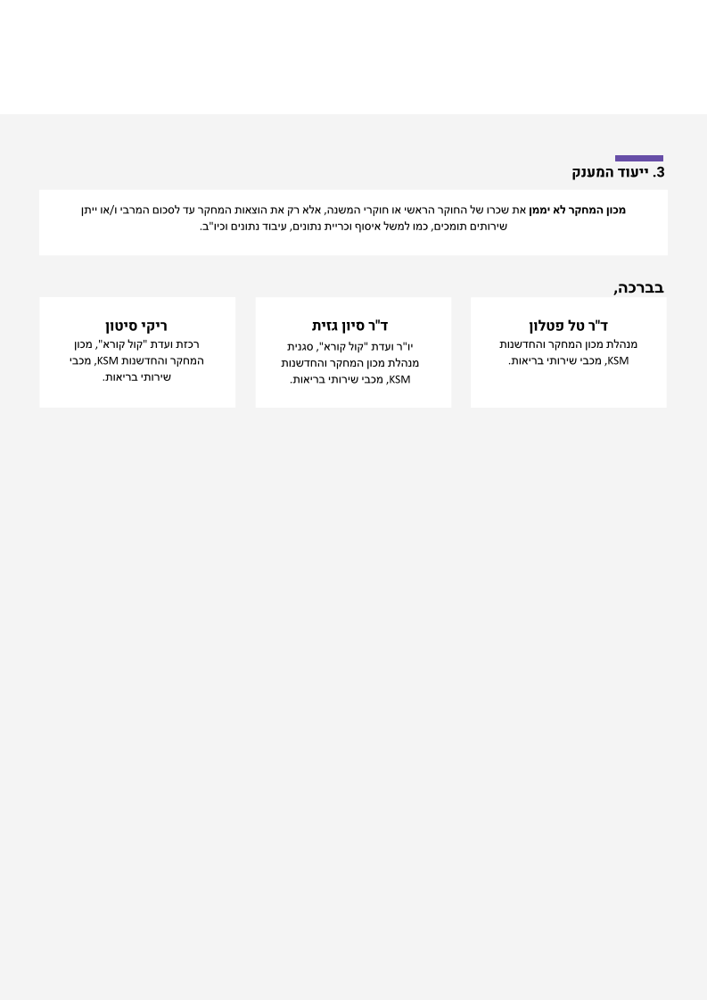 3. ייעוד המענק
מכון המחקר לא יממן את שכרו של החוקר הראשי או חוקרי המשנה, אלא רק את הוצאות המחקר עד לסכום המרבי ו/או ייתן
שירותים תומכים, כמו למשל איסוף וכריית נתונים, עיבוד נתונים וכיו"ב.
בברכה,
ד"ר טל פטלון
מנהלת מכון המחקר והחדשנות
KSM, מכבי שירותי בריאות.
ד"ר סיון גזית
יו"ר ועדת "קול קורא", סגנית
מנהלת מכון המחקר והחדשנות
KSM, מכבי שירותי בריאות.
ריקי סיטון
רכזת ועדת "קול קורא", מכון
המחקר והחדשנות KSM, מכבי
שירותי בריאות.